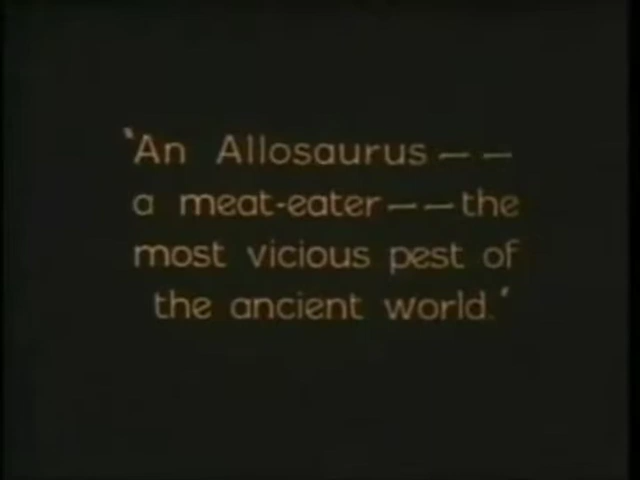 "An Allosaurus — —
a meat-eater — — the
most vicious pest of
the ancient world."